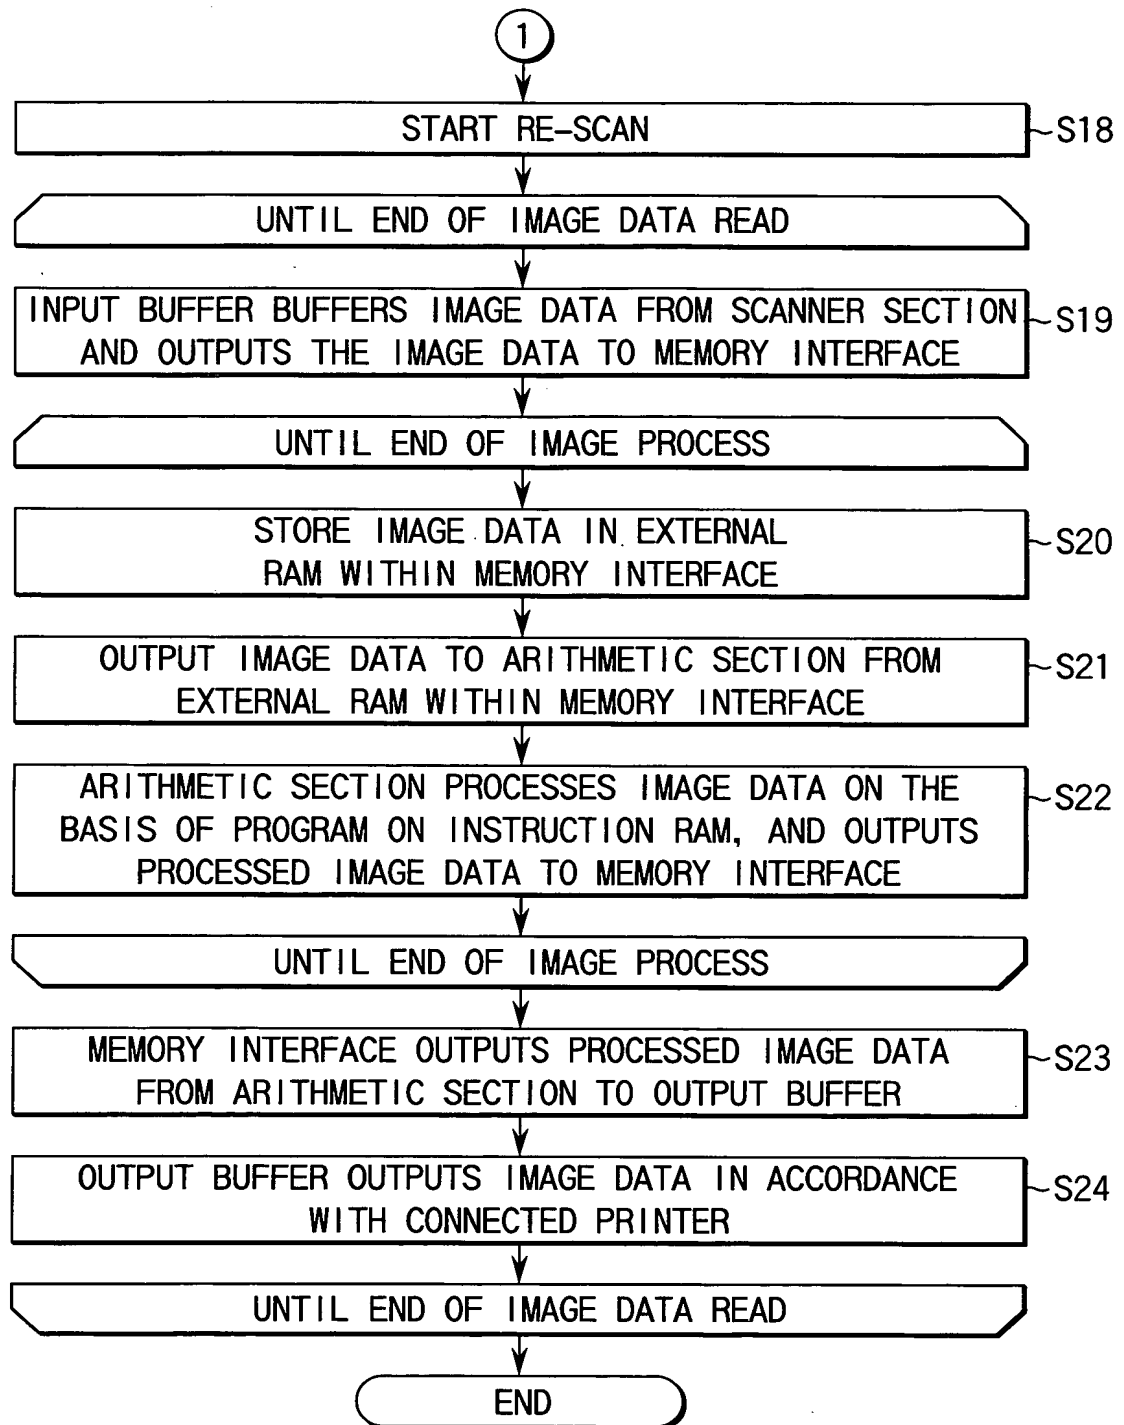 1
START RE-SCAN
~S18
UNTIL END OF IMAGE DATA READ
INPUT BUFFER BUFFERS IMAGE DATA FROM SCANNER SECTION
AND OUTPUTS THE IMAGE DATA TO MEMORY INTERFACE
~S19
UNTIL END OF IMAGE PROCESS
STORE IMAGE DATA IN EXTERNAL
RAM WITHIN MEMORY INTERFACE
~S20
OUTPUT IMAGE DATA TO ARITHMETIC SECTION FROM
EXTERNAL RAM WITHIN MEMORY INTERFACE
~S21
ARITHMETIC SECTION PROCESSES IMAGE DATA ON THE
BASIS OF PROGRAM ON INSTRUCTION RAM, AND OUTPUTS
PROCESSED IMAGE DATA TO MEMORY INTERFACE
~S22
UNTIL END OF IMAGE PROCESS
MEMORY INTERFACE OUTPUTS PROCESSED IMAGE DATA
FROM ARITHMETIC SECTION TO OUTPUT BUFFER
~S23
OUTPUT BUFFER OUTPUTS IMAGE DATA IN ACCORDANCE
WITH CONNECTED PRINTER
~S24
UNTIL END OF IMAGE DATA READ
END